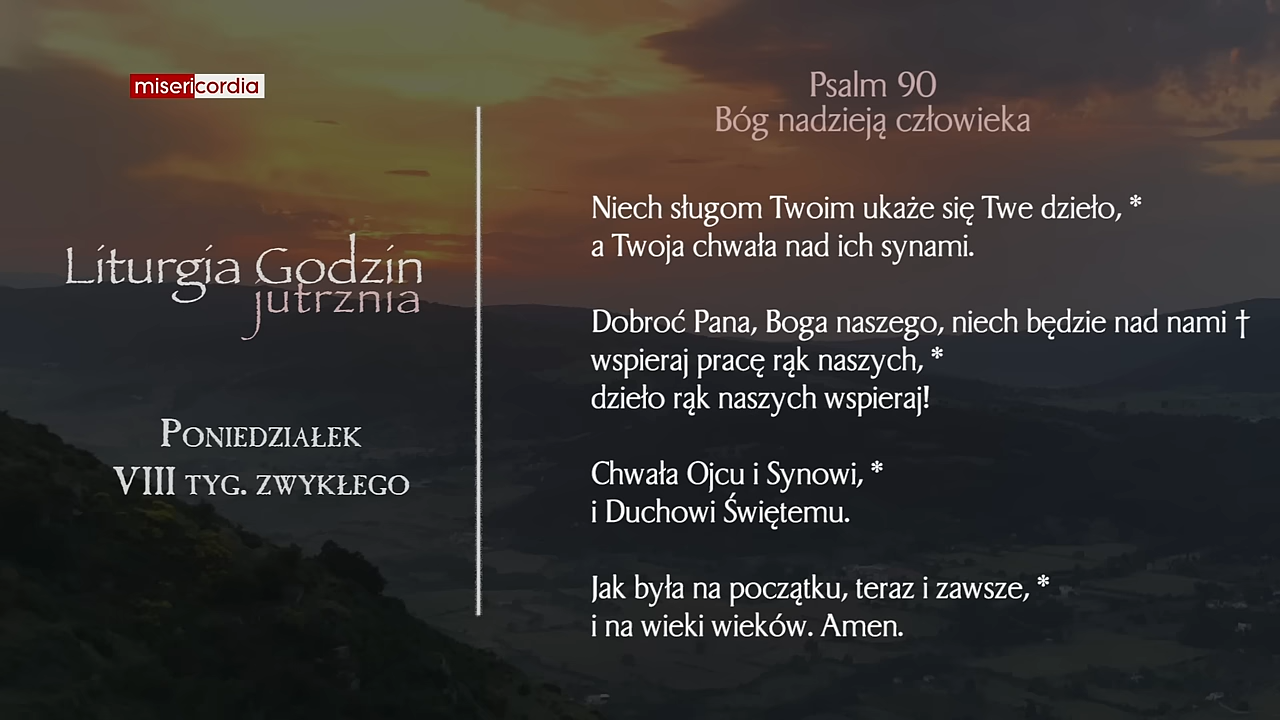 misericordia
Liturgia Godzin
jutrznia
Poniedziałek
VIII tyg. zwykłego
Psalm 90
Bóg nadzieją człowieka
Niech sługom Twoim ukaże się Twe dzieło, *
a Twoja chwała nad ich synami.
Dobroć Pana, Boga naszego, niech będzie nad nami †
wspieraj pracę rąk naszych, *
dzieło rąk naszych wspieraj!
Chwała Ojcu i Synowi, *
i Duchowi Świętemu.
Jak była na początku, teraz i zawsze, *
i na wieki wieków. Amen.